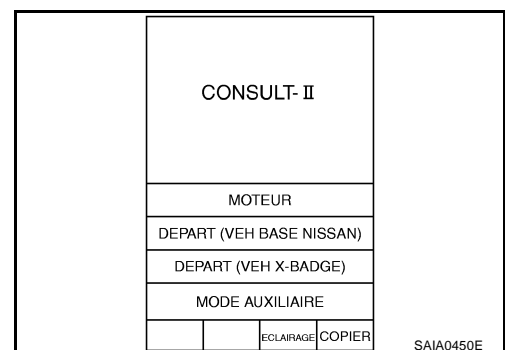 CONSULT-Ⅱ
MOTEUR
DEPART (VEH BASE NISSAN)
DEPART (VEH X-BADGE)
MODE AUXILIAIRE
ECLAIRAGE COPIER
SAIA0450E